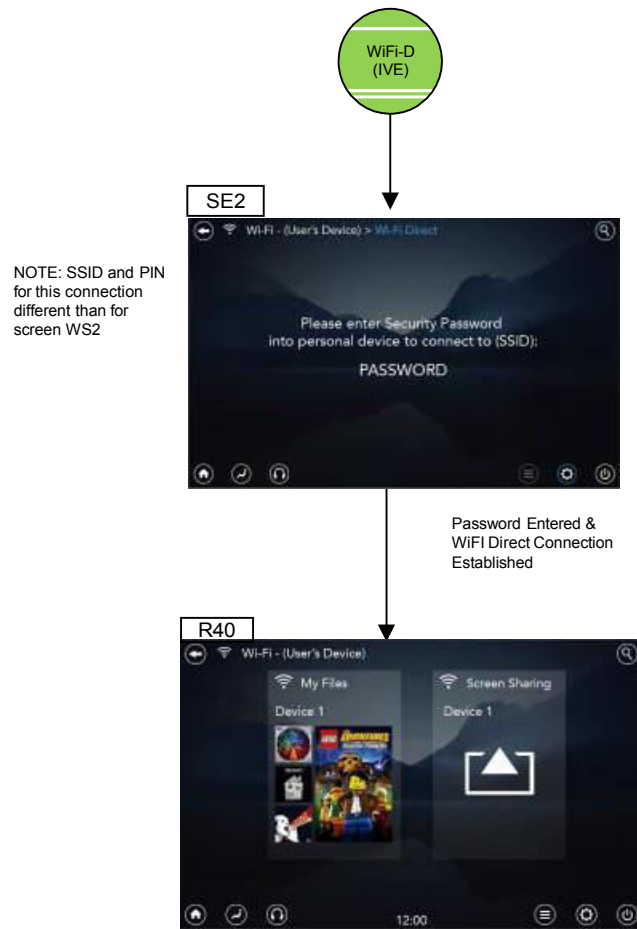 WiFi-D
(IVE)
SE2
Wi-Fi - (User's Device) > Wi-Fi Direct
NOTE: SSID and PIN
for this connection
different than for
screen WS2
Please enter Security Password
into personal device to connect to (SSID):
PASSWORD
Password Entered &
WiFI Direct Connection
Established
R40
Wi-Fi - (User's Device)
My Files
Device 1
Screen Sharing
Device 1
LEGO
12:00